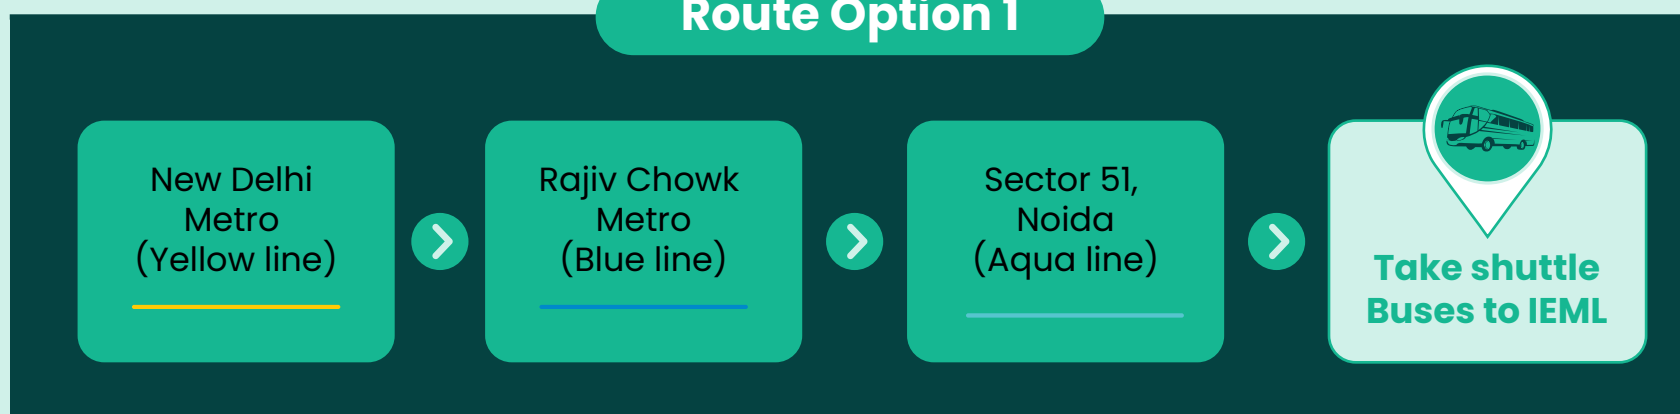 Route Option 1
New Delhi
Metro
(Yellow line)
Rajiv Chowk
Metro
(Blue line)
Sector 51,
Noida
(Aqua line)
Take shuttle
Buses to IEML